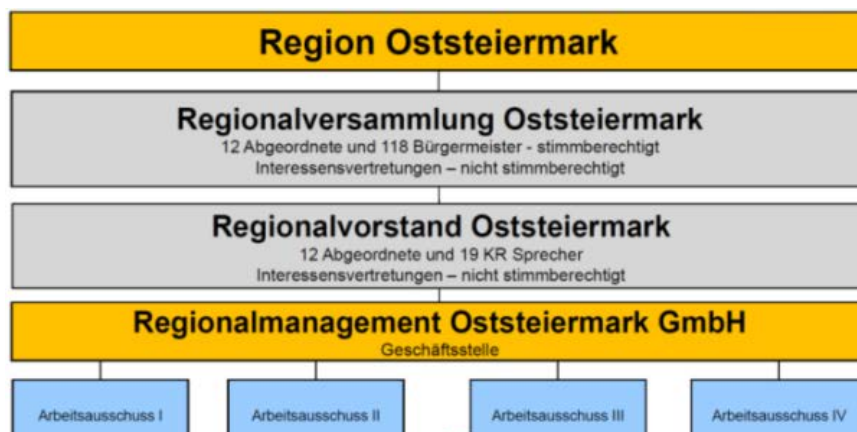 Region Oststeiermark
Regionalversammlung Oststeiermark
12 Abgeordnete und 118 Bürgermeister - stimmberechtigt
Interessensvertretungen – nicht stimmberechtigt
Regionalvorstand Oststeiermark
12 Abgeordnete und 19 KR Sprecher
Interessensvertretungen – nicht stimmberechtigt
Regionalmanagement Oststeiermark GmbH
Geschäftsstelle
Arbeitsausschuss I
Arbeitsausschuss II
Arbeitsausschuss III
Arbeitsausschuss IV